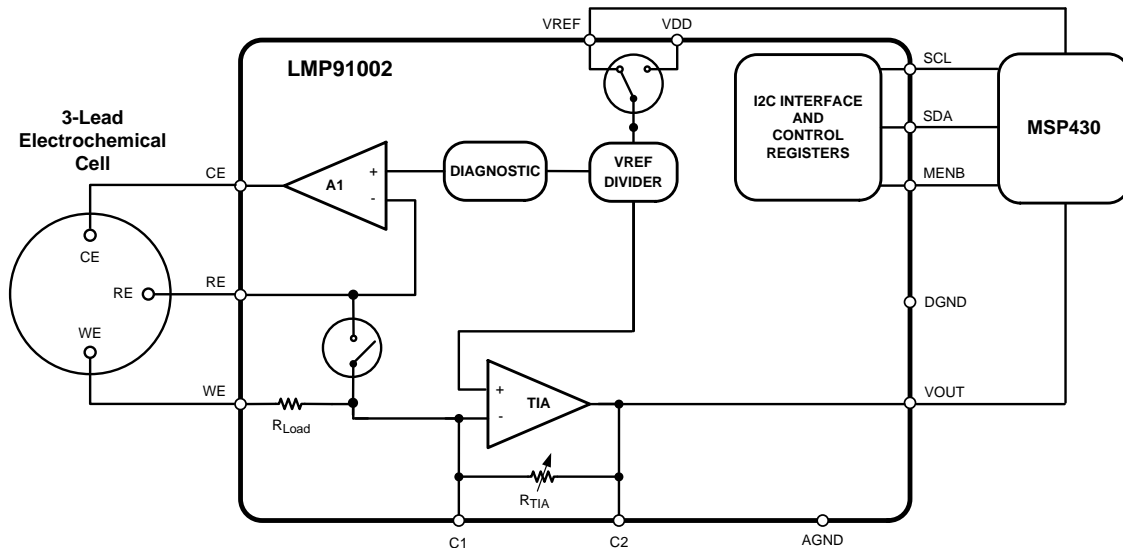 VREF
VDD
LMP91002
SCL
I2C INTERFACE
AND
CONTROL
REGISTERS
SDA
MSP430
MENB
3-Lead
Electrochemical
Cell
CE
A1
+
-
DIAGNOSTIC
VREF
DIVIDER
CE
RE
RE
WE
DGND
WE
RLoad
+
-
TIA
VOUT
RTIA
C1
C2
AGND